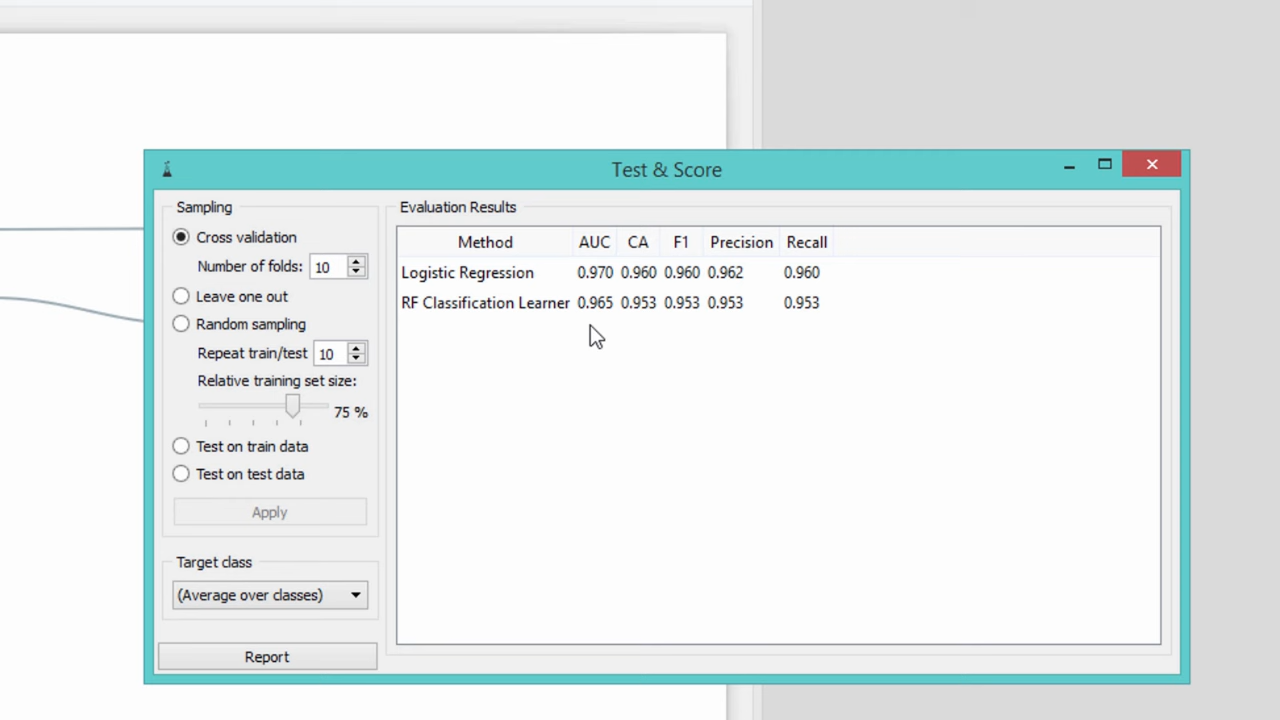 Test & Score
Sampling
Cross validation
Number of folds: 10
Leave one out
Random sampling
Repeat train/test 10
Relative training set size:
75 %
Test on train data
Test on test data
Apply
Target class
(Average over classes)
Report
Evaluation Results
Method AUC CA F1 Precision Recall
Logistic Regression 0.970 0.960 0.960 0.962 0.960
RF Classification Learner 0.965 0.953 0.953 0.953 0.953